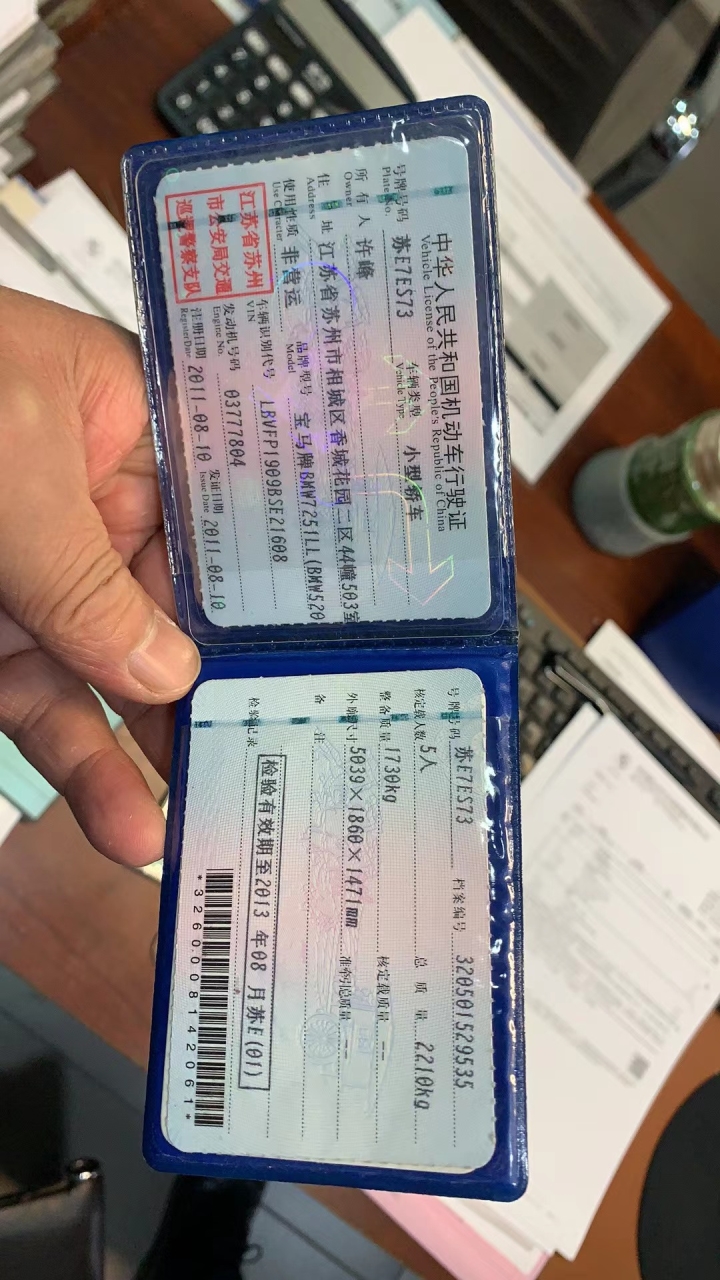 中华人民共和国机动车行驶证
Vehicle License of the People's Republic of China
号牌号码 苏E7ES73 车辆类型 小型轿车
Plate No. Vehicle Type
所有人 许峰
Owner
住址 江苏省苏州市相城区香城花园二区44幢503室
Address
使用性质 非营运 品牌型号 宝马牌BMW7251LL(BMW520
Use Character Model
江苏省苏州
市公安局交通
巡逻警察支队
车辆识别代号 LBVFP1909BSE21608
VIN
发动机号码 03777804
Engine No.
注册日期 2011-08-10 发证日期 2011-08-10
Register Date Issue Date
号牌号码 苏E7ES73 档案编号 320501529535
核定载人数 5人 总质量 2210kg
整备质量 1730kg 核定载质量 --
外廓尺寸 5039×1860×1471mm 准牵引总质量 --
备注
检验记录 检验有效期至2013年08月苏E(01)
*3260008142061*